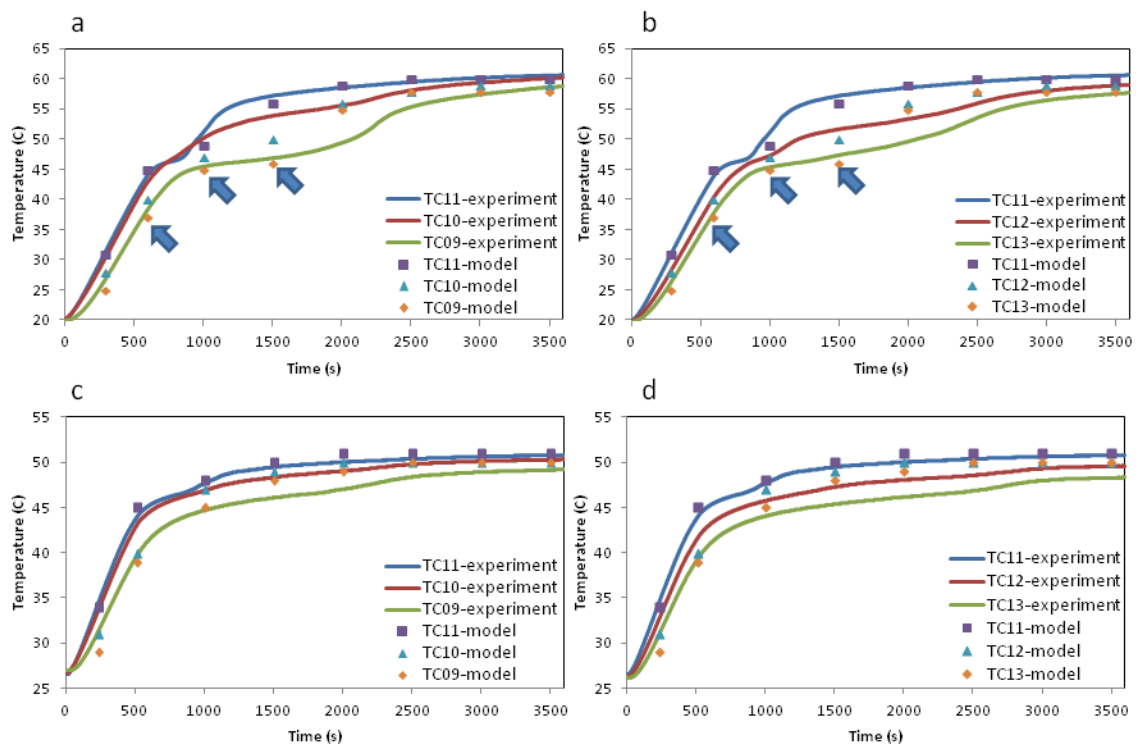 a
65
60
55
50
45
40
35
30
25
20
Temperature (C)
0 500 1000 1500 2000 2500 3000 3500
Time (s)
TC11-experiment
TC10-experiment
TC09-experiment
TC11-model
TC10-model
TC09-model
b
65
60
55
50
45
40
35
30
25
20
Temperature (C)
0 500 1000 1500 2000 2500 3000 3500
Time (s)
TC11-experiment
TC12-experiment
TC13-experiment
TC11-model
TC12-model
TC13-model
c
55
50
45
40
35
30
25
Temperature (C)
0 500 1000 1500 2000 2500 3000 3500
Time (s)
TC11-experiment
TC10-experiment
TC09-experiment
TC11-model
TC10-model
TC09-model
d
55
50
45
40
35
30
25
Temperature (C)
0 500 1000 1500 2000 2500 3000 3500
Time (s)
TC11-experiment
TC12-experiment
TC13-experiment
TC11-model
TC12-model
TC13-model